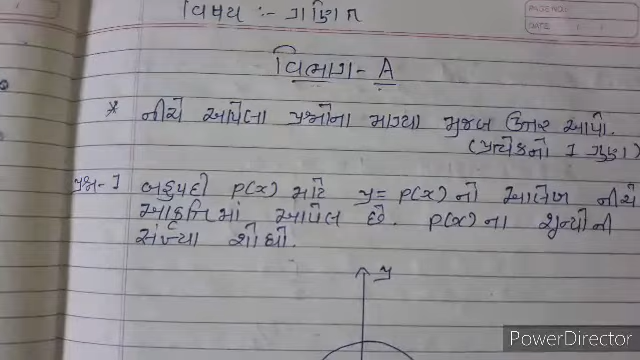 PAGE NO.
DATE
વિષય :- ગણિત
વિભાગ - A
* નીચે આપેલા પ્રશ્નોના માગ્યા મુજબ ઉત્તર આપો.
(પ્રત્યેકનો 1 ગુણ)
પ્રશ્ન-1 બહુપદી p(x) માટે y = p(x) નો આલેખ નીચે
આકૃતિમાં આપેલ છે. p(x) ના શૂન્યોની
સંખ્યા શોધો.
y
PowerDirector